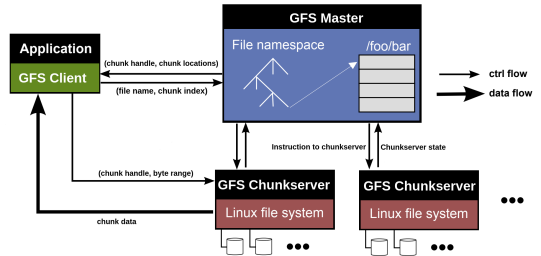 GFS Master
Application
GFS Client
File namespace
/foo/bar
(chunk handle, chunk locations)
(file name, chunk index)
ctrl flow
data flow
Instruction to chunkserver
Chunkserver state
(chunk handle, byte range)
GFS Chunkserver
Linux file system
GFS Chunkserver
Linux file system
chunk data